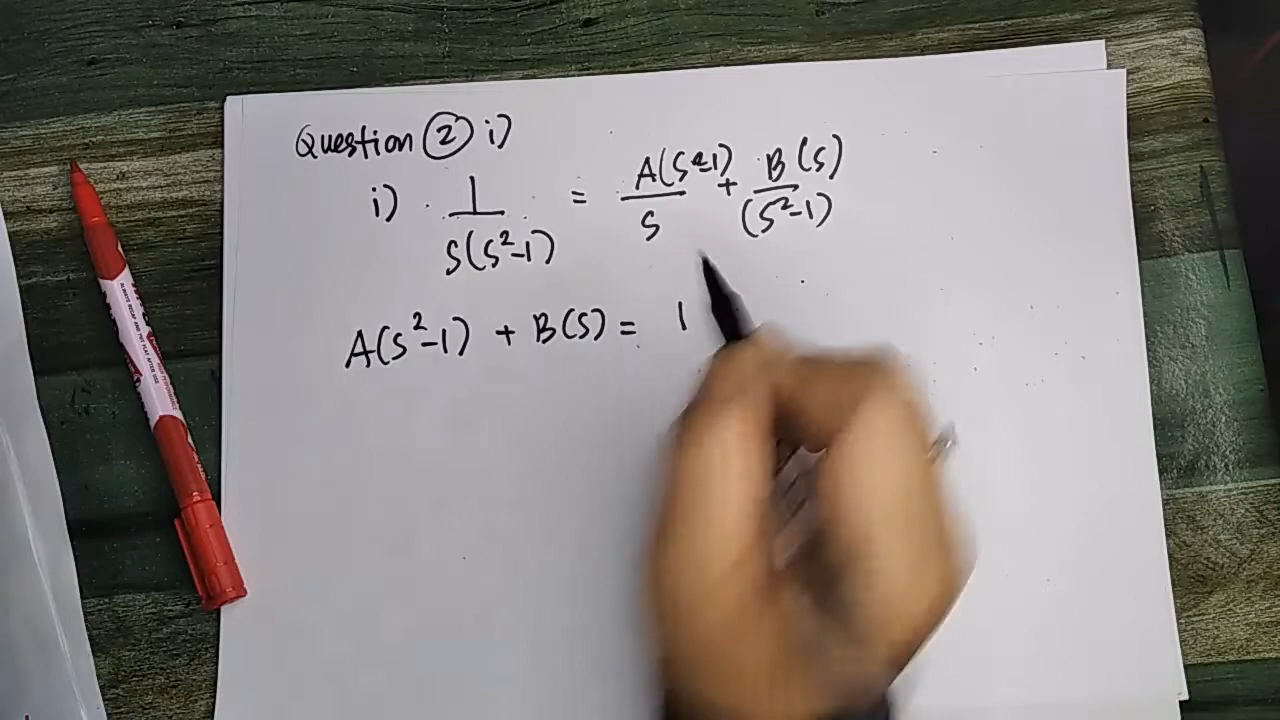 Question ② i)
i) 1 / S(S²-1) = A(S²-1) / S + B(S) / (S²-1)
A(S²-1) + B(S) = 1